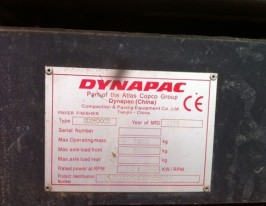 DYNAPAC
Part of the Atlas Copco Group
Dynapac (China)
Compaction & Paving Equipment Co.,Ltd
Tianjin - China
CE
PAVER FINISHER
Type
Year of MfG
Serial Number
Max Operating mass kg
Max axle load front kg
Max axle load rear kg
Rated power at RPM KW / RPM
Product Identification